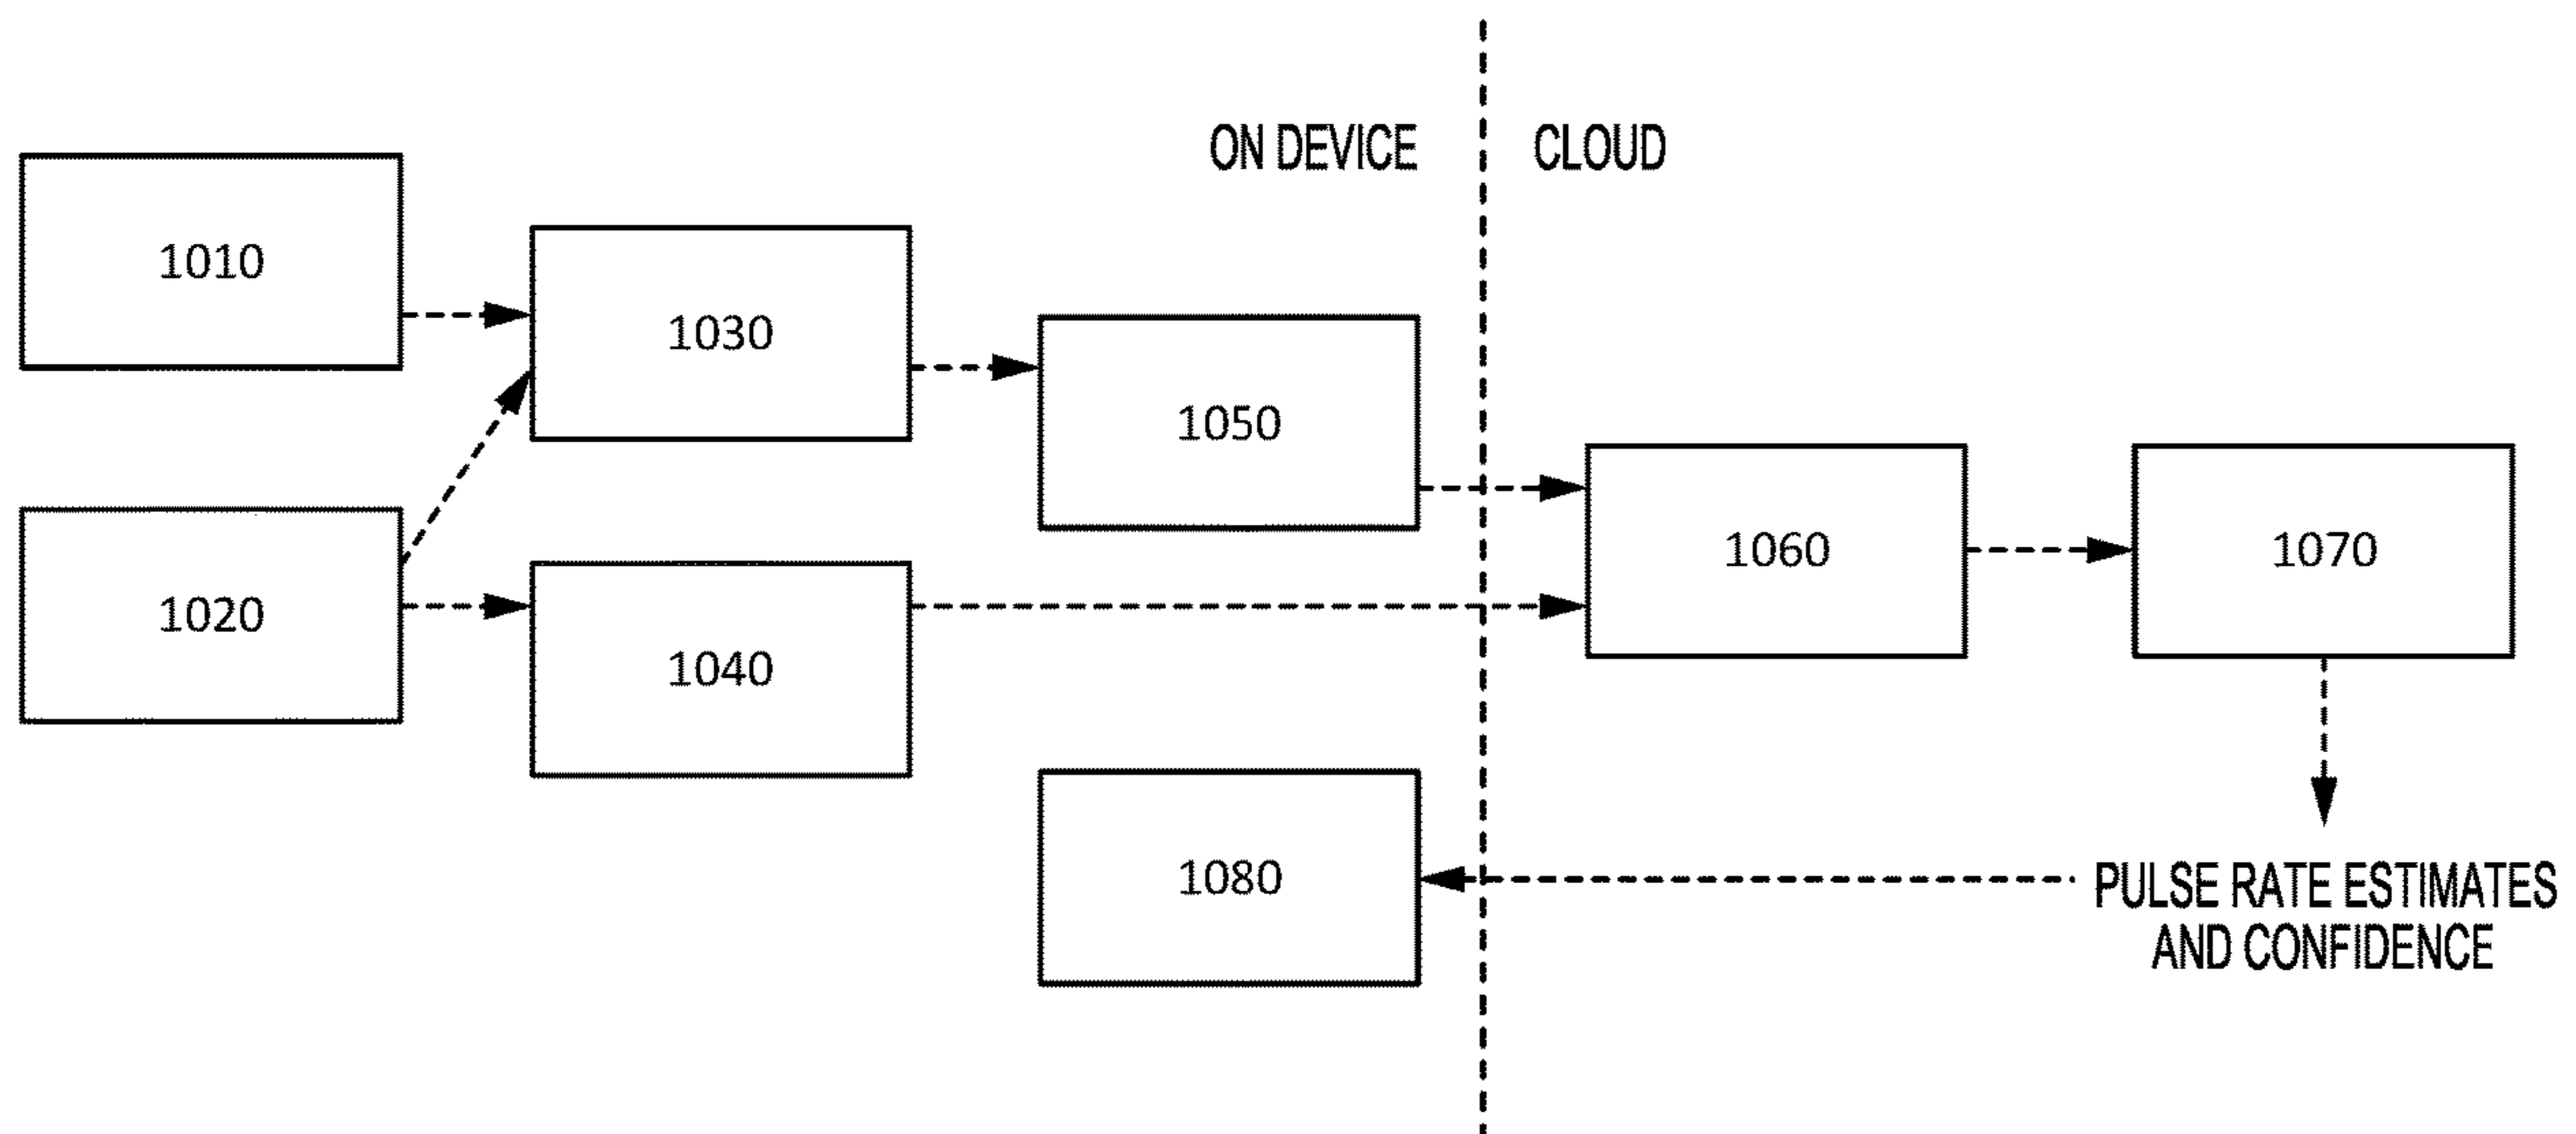 ON DEVICE
CLOUD
1010
1030
1050
1060
1070
1020
1040
1080
PULSE RATE ESTIMATES
AND CONFIDENCE